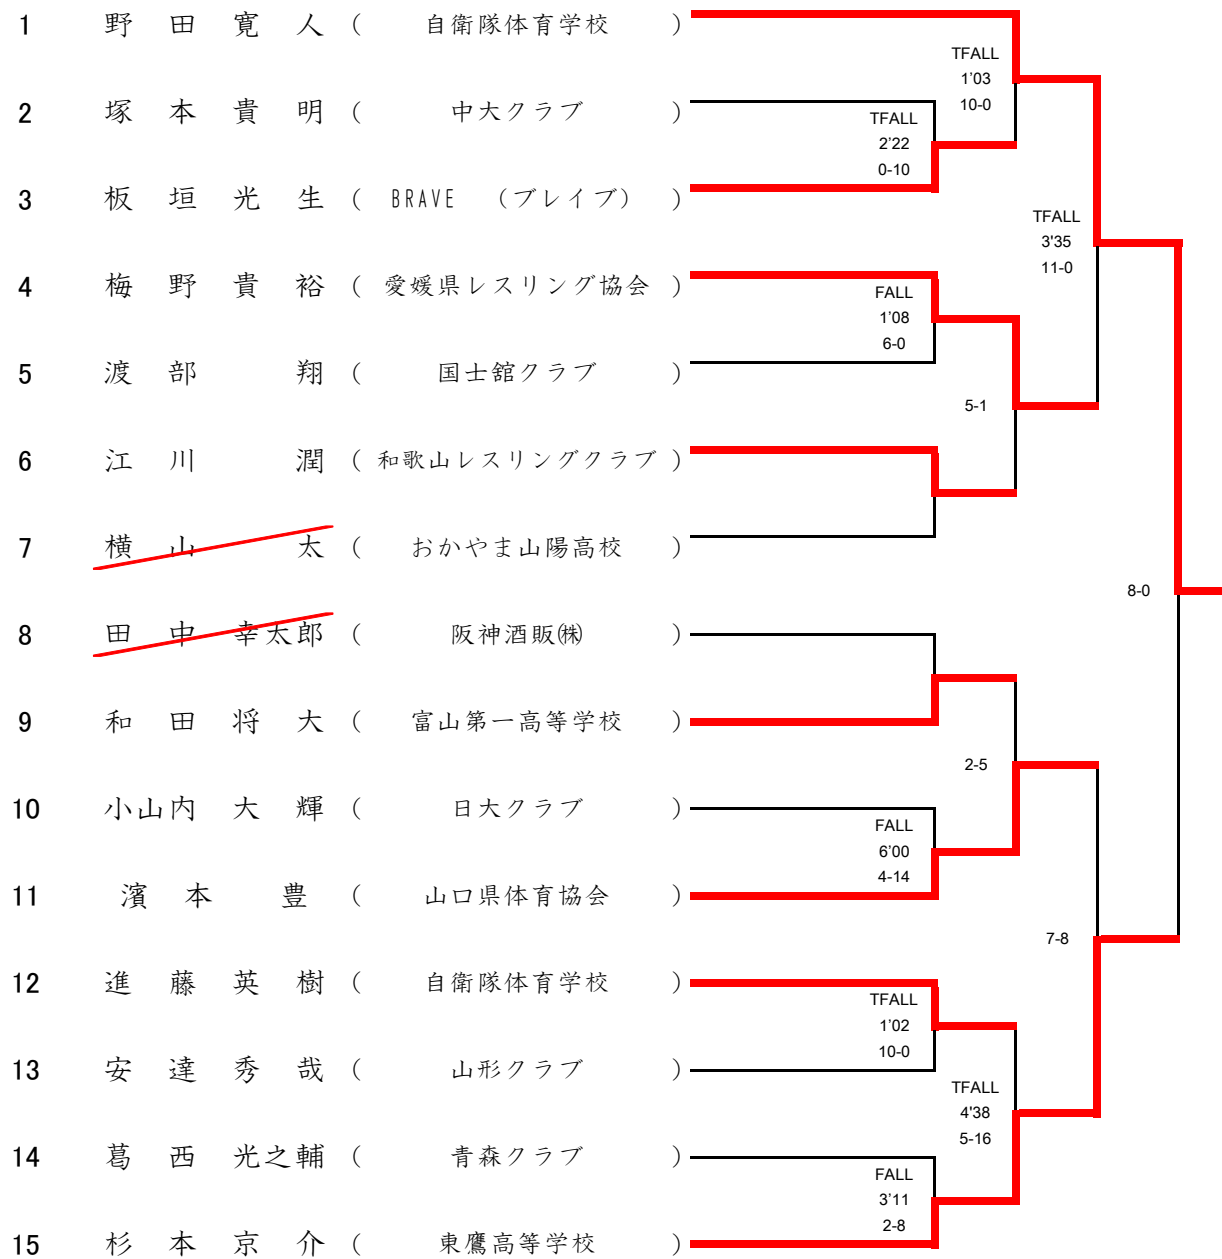 1 野田寛人 ( 自衛隊体育学校 )
TFALL
1'03
10-0
2 塚本貴明 ( 中大クラブ )
TFALL
2'22
0-10
3 板垣光生 ( BRAVE (ブレイブ) )
TFALL
3'35
11-0
4 梅野貴裕 ( 愛媛県レスリング協会 )
FALL
1'08
6-0
5 渡部 翔 ( 国士舘クラブ )
5-1
6 江川 潤 ( 和歌山レスリングクラブ )
7 横山 太 ( おかやま山陽高校 )
8-0
8 田中幸太郎 ( 阪神酒販㈱ )
9 和田将大 ( 富山第一高等学校 )
2-5
10 小山内大輝 ( 日大クラブ )
FALL
6'00
4-14
11 濱本 豊 ( 山口県体育協会 )
7-8
12 進藤英樹 ( 自衛隊体育学校 )
TFALL
1'02
10-0
13 安達秀哉 ( 山形クラブ )
TFALL
4'38
5-16
14 葛西光之輔 ( 青森クラブ )
FALL
3'11
2-8
15 杉本京介 ( 東鷹高等学校 )